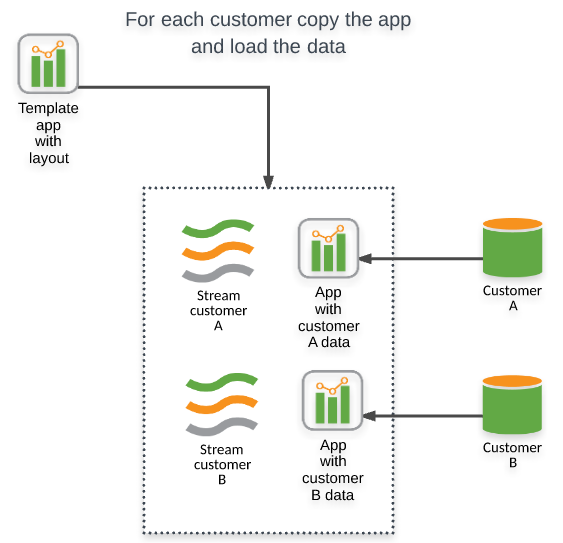 For each customer copy the app
and load the data
Template
app
with
layout
Stream
customer
A
App
with
customer
A data
Customer
A
Stream
customer
B
App
with
customer
B data
Customer
B